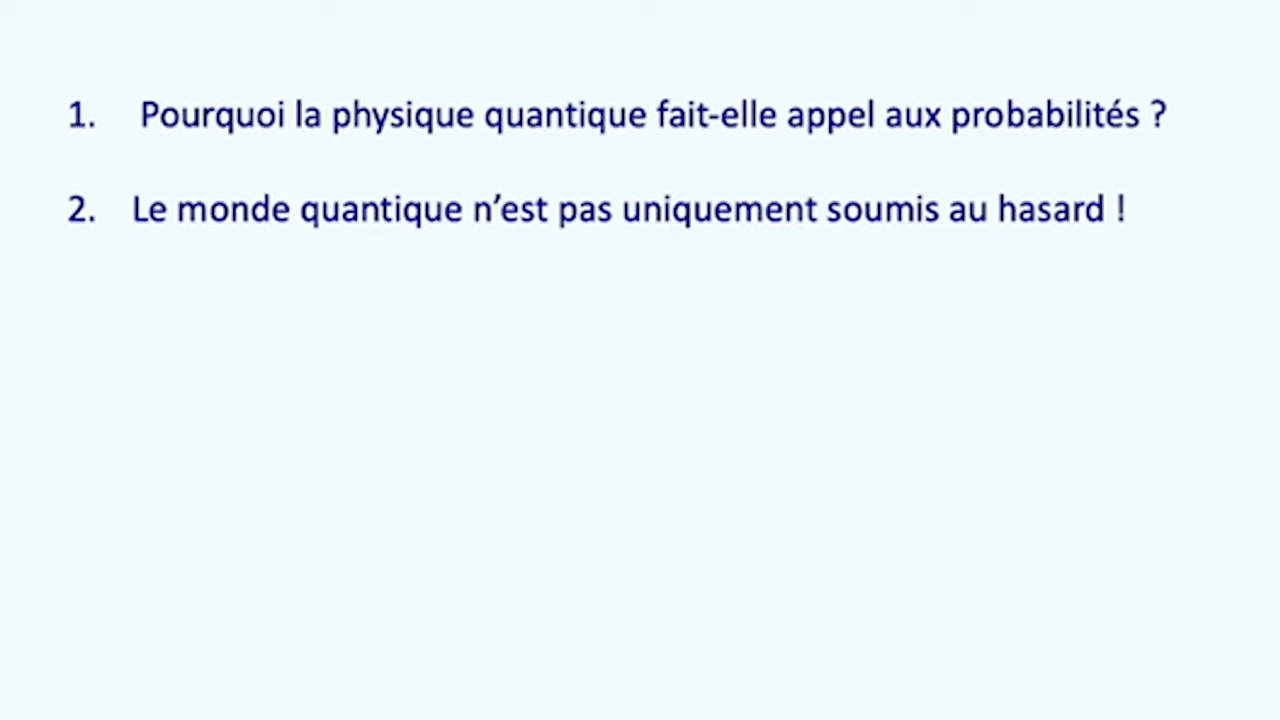 1. Pourquoi la physique quantique fait-elle appel aux probabilités ?
2. Le monde quantique n’est pas uniquement soumis au hasard !